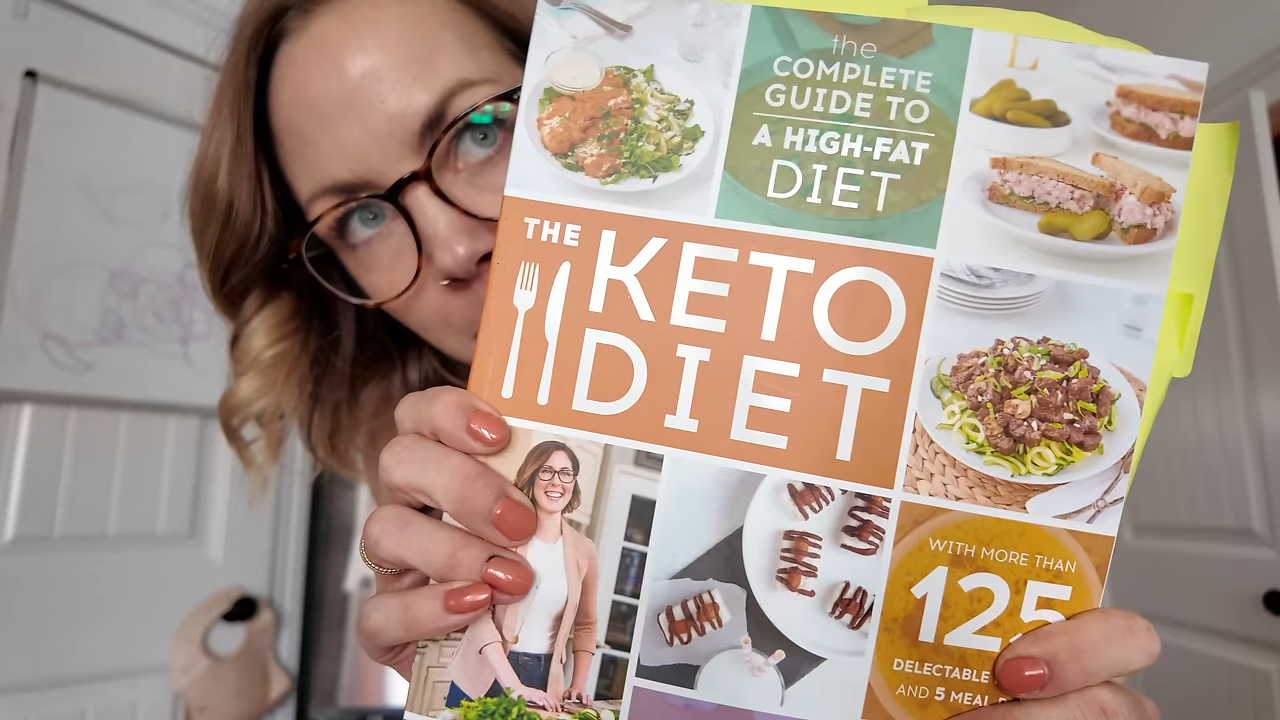 the
COMPLETE
GUIDE TO
A HIGH-FAT
DIET
THE
KETO
DIET
WITH MORE THAN
125
DELECTABLE
AND 5 MEAL